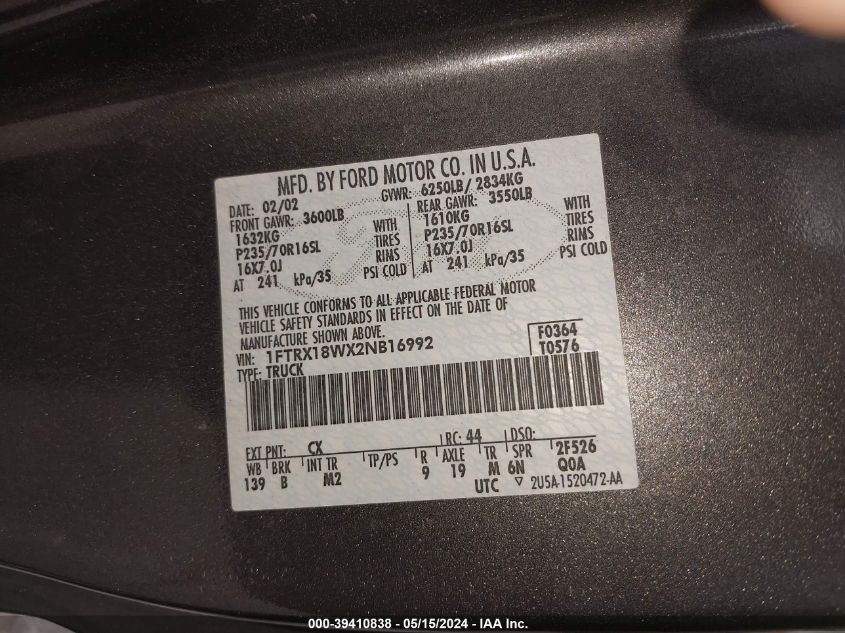 MFD. BY FORD MOTOR CO. IN U.S.A.
DATE: 02/02 GVWR: 6250LB/ 2834KG
FRONT GAWR: 3600LB REAR GAWR: 3550LB
1632KG WITH 1610KG WITH
P235/70R16SL TIRES P235/70R16SL TIRES
16X7.0J RINS 16X7.0J RINS
AT 241 kPa/35 PSI COLD AT 241 kPa/35 PSI COLD
THIS VEHICLE CONFORMS TO ALL APPLICABLE FEDERAL MOTOR
VEHICLE SAFETY STANDARDS IN EFFECT ON THE DATE OF
MANUFACTURE SHOWN ABOVE.
VIN: 1FTRX18WX2NB16992 F0364
TYPE: TRUCK T0576
EXT PNT: CX RC: 44 DSO:
WB BRK INT TR TP/PS R AXLE TR SPR 2F526
139 B M2 9 19 M 6N Q0A
UTC ▽ 2U5A-1520472-AA
000-39410838 - 05/15/2024 - IAA Inc.